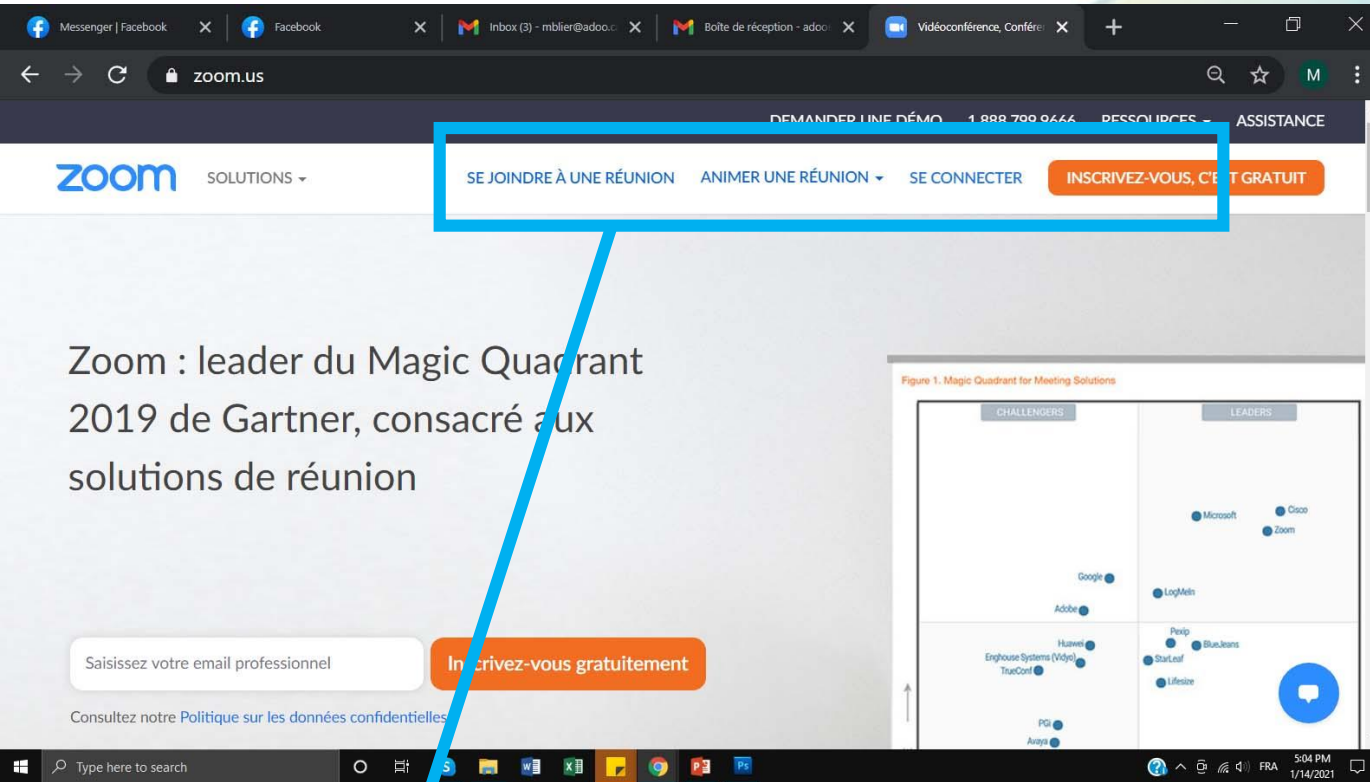 Messenger | Facebook
Facebook
Inbox (3) - mblier@adoo.c
Boîte de réception - adoo
Vidéoconférence, Confére
zoom.us
M
DEMANDER UNE DÉMO 1.888.799.9666 RESSOURCES ASSISTANCE
zoom SOLUTIONS SE JOINDRE À UNE RÉUNION ANIMER UNE RÉUNION SE CONNECTER INSCRIVEZ-VOUS, C'EST GRATUIT
Zoom : leader du Magic Quadrant
2019 de Gartner, consacré aux
solutions de réunion
Saisissez votre email professionnel
Inscrivez-vous gratuitement
Consultez notre Politique sur les données confidentielles
Figure 1. Magic Quadrant for Meeting Solutions
CHALLENGERS LEADERS
Microsoft
Cisco
Zoom
Google
LogMeIn
Adobe
Pexip
Huawei
BlueJeans
Enghouse Systems (Vidyo)
StarLeaf
TrueConf
Lifesize
PGi
Avaya
Type here to search
S
W
X
P
Ps
FRA
5:04 PM
1/14/2021